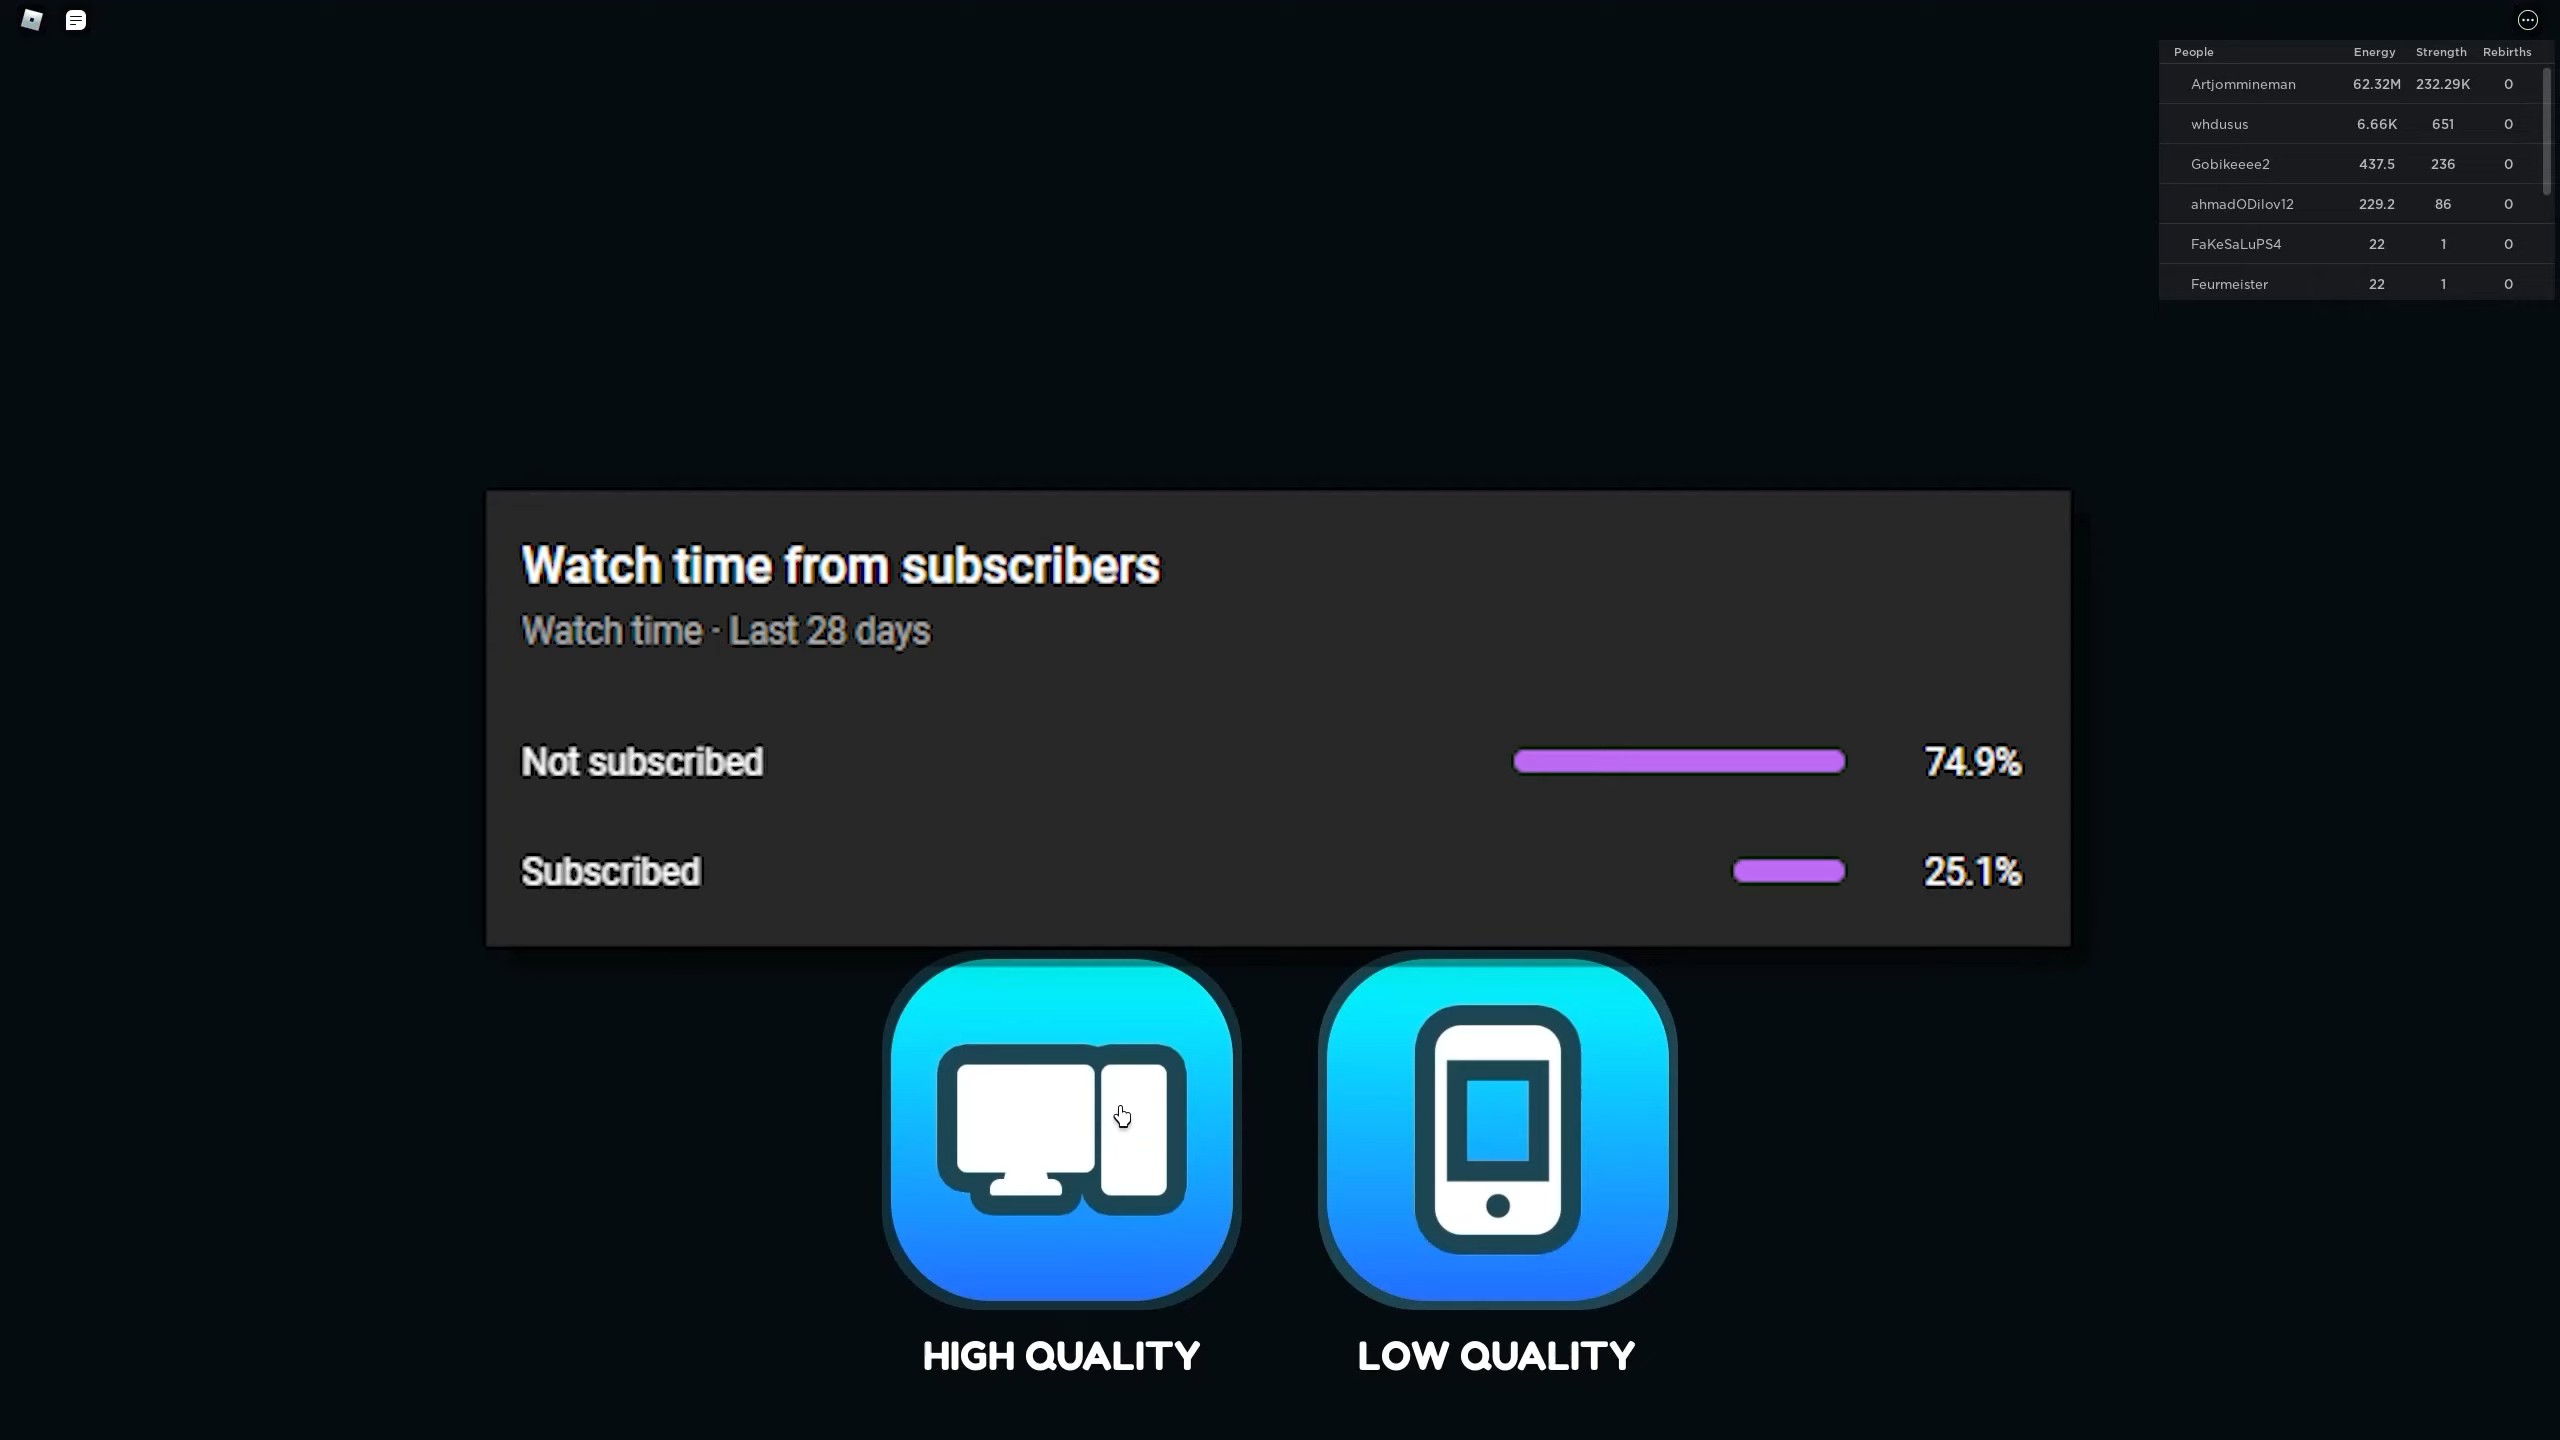 People Energy Strength Rebirths
Artjommineman 62.32M 232.29K 0
whdusus 6.66K 651 0
Gobikeeee2 437.5 236 0
ahmadODilov12 229.2 86 0
FaKeSaLuPS4 22 1 0
Feurmeister 22 1 0
Watch time from subscribers
Watch time · Last 28 days
Not subscribed 74.9%
Subscribed 25.1%
HIGH QUALITY LOW QUALITY